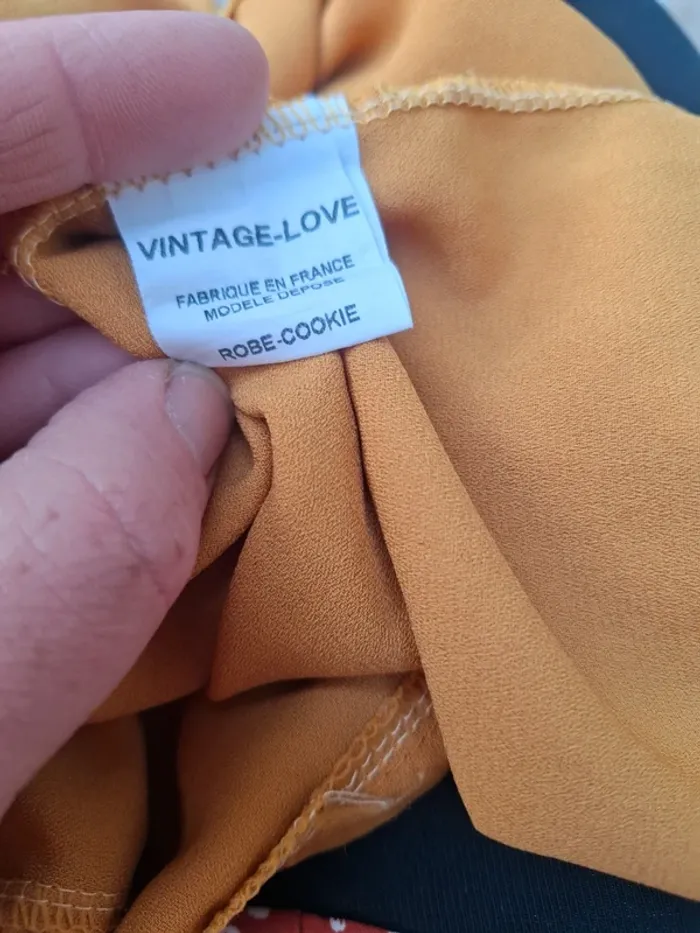 VINTAGE-LOVE
FABRIQUE EN FRANCE
MODELE DEPOSE
ROBE-COOKIE